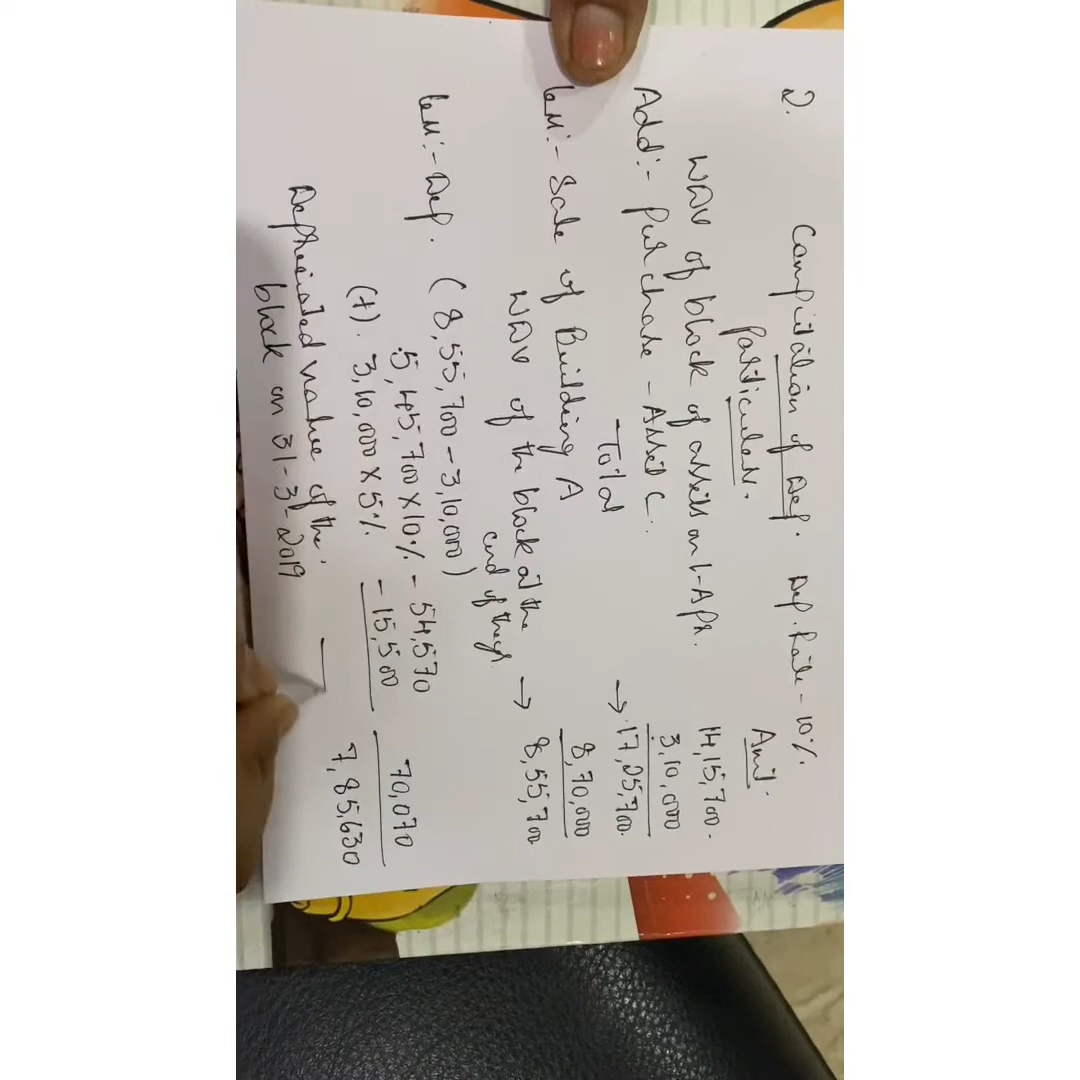 2. Computation of Dep. Dep. Rate - 10%
Particulars. Amt.
WDV of block of assets on 1-Apr. 14,15,700.
Add:- Purchase - Asset C. 3,10,000
Total → 17,25,700.
Less:- Sale of Building A 8,70,000
WDV of the block at the end of the yr. → 8,55,700
Less:- Dep. (8,55,700 - 3,10,000)
5,45,700 X 10% - 54,570
(+). 3,10,000 X 5% - 15,500 70,070
Depreciated value of the 7,85,630
block on 31-3-2019